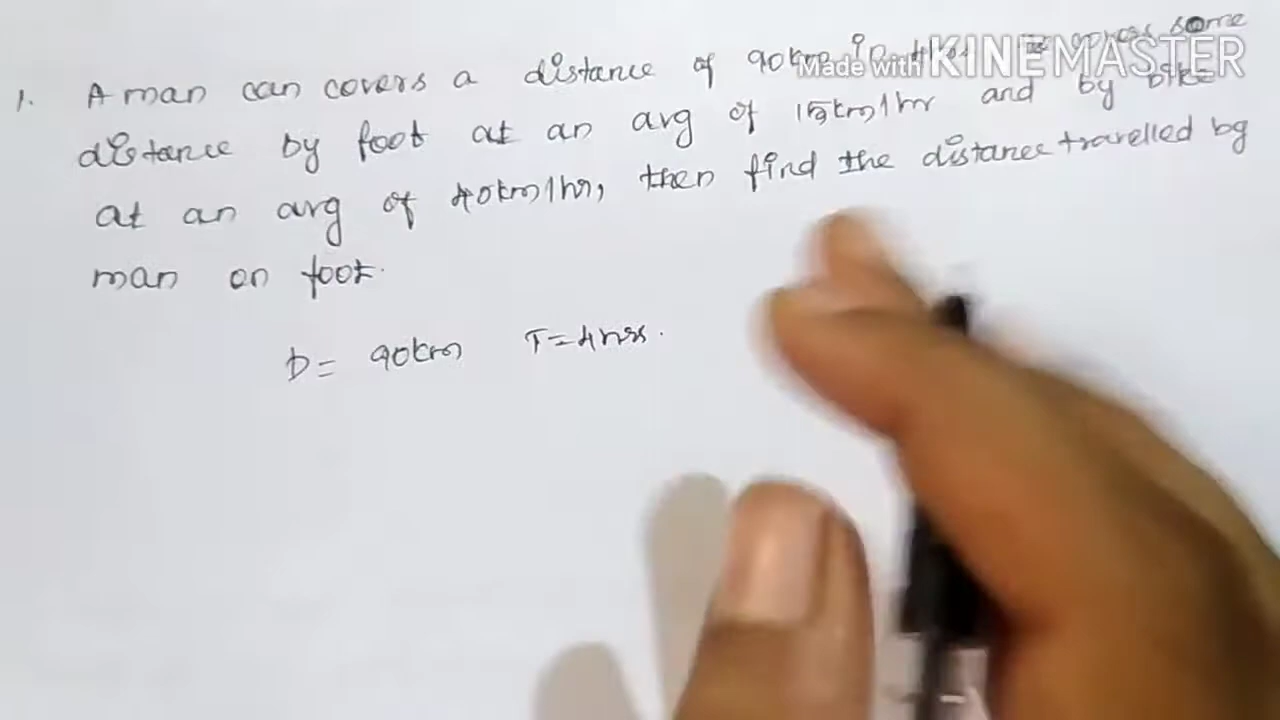 1. A man can covers a distance of 90km in 4hrs he covers some
Made with KINEMASTER
distance by foot at an avg of 15km/hr and by bike
at an avg of 40km/hr, then find the distance travelled by
man on foot.
D = 90km T=4hrs.